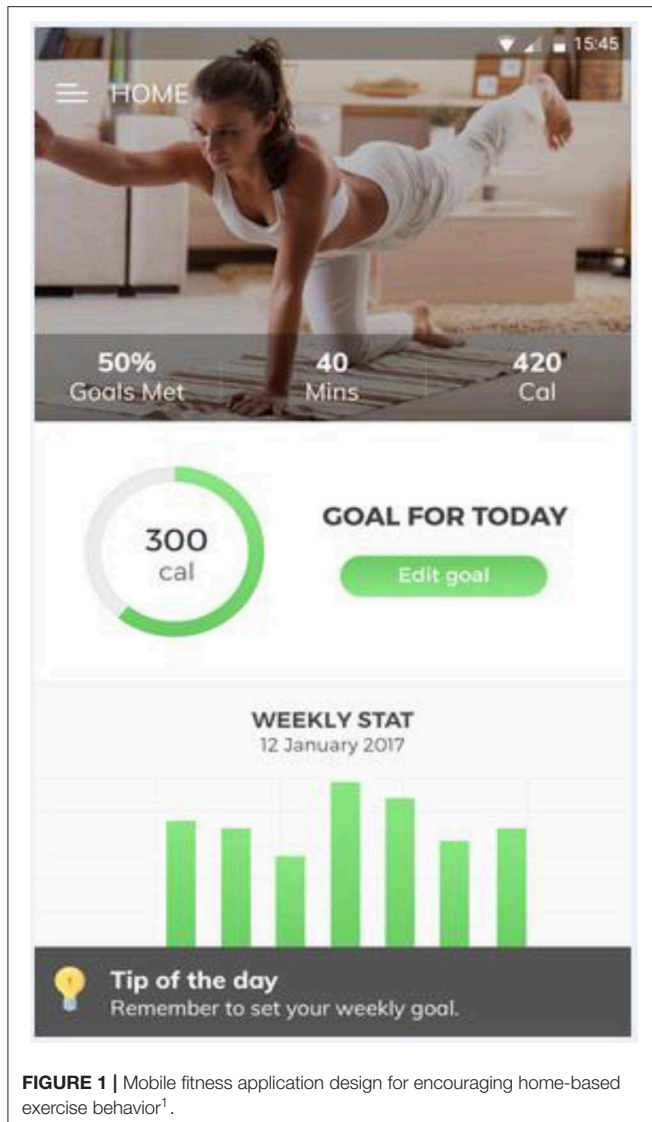 15:45
HOME
50% 40 420
Goals Met Mins Cal
300
cal
GOAL FOR TODAY
Edit goal
WEEKLY STAT
12 January 2017
Tip of the day
Remember to set your weekly goal.
FIGURE 1 | Mobile fitness application design for encouraging home-based
exercise behavior¹.